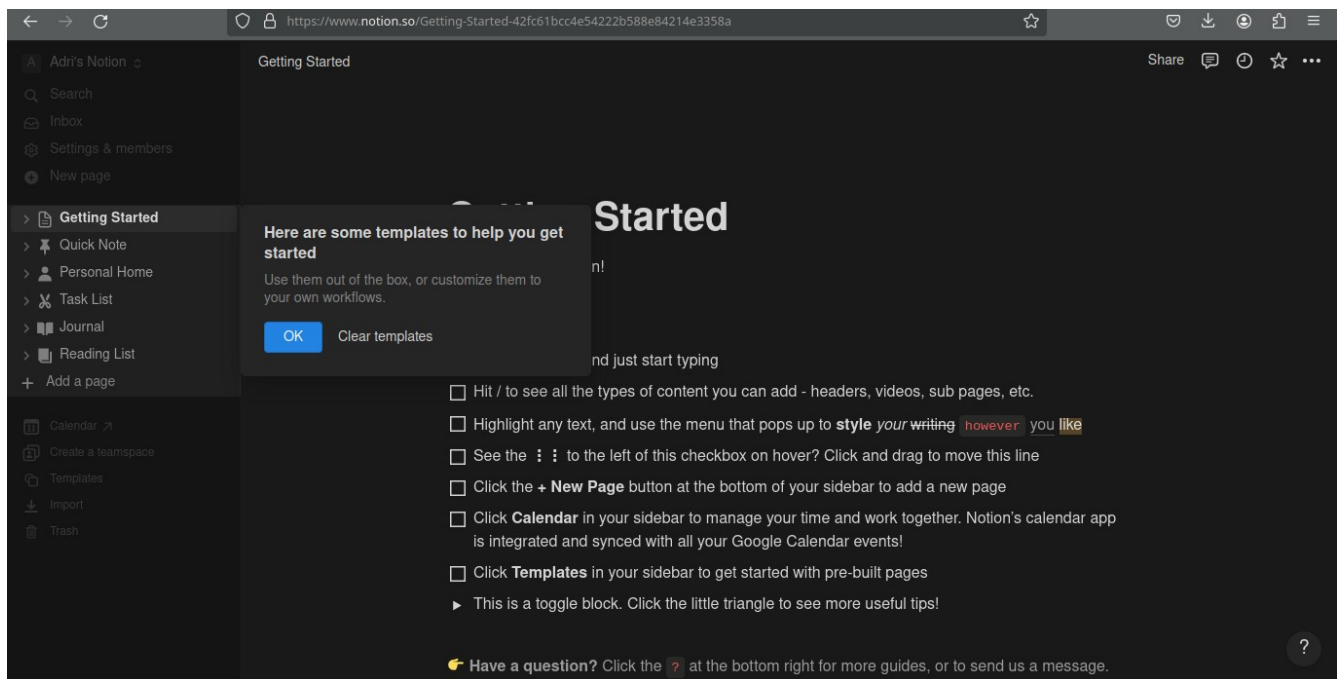 https://www.notion.so/Getting-Started-42fc61bcc4e54222b588e84214e3358a
A Adri's Notion
Search
Inbox
Settings & members
New page
Getting Started
Quick Note
Personal Home
Task List
Journal
Reading List
+ Add a page
Calendar ↗
Create a teamspace
Templates
Import
Trash
Getting Started
Share
Here are some templates to help you get
started
Use them out of the box, or customize them to
your own workflows.
OK Clear templates
Started
n!
nd just start typing
Hit / to see all the types of content you can add - headers, videos, sub pages, etc.
Highlight any text, and use the menu that pops up to style your writing however you like
See the ⋮⋮ to the left of this checkbox on hover? Click and drag to move this line
Click the + New Page button at the bottom of your sidebar to add a new page
Click Calendar in your sidebar to manage your time and work together. Notion’s calendar app
is integrated and synced with all your Google Calendar events!
Click Templates in your sidebar to get started with pre-built pages
This is a toggle block. Click the little triangle to see more useful tips!
👉 Have a question? Click the ? at the bottom right for more guides, or to send us a message.
?